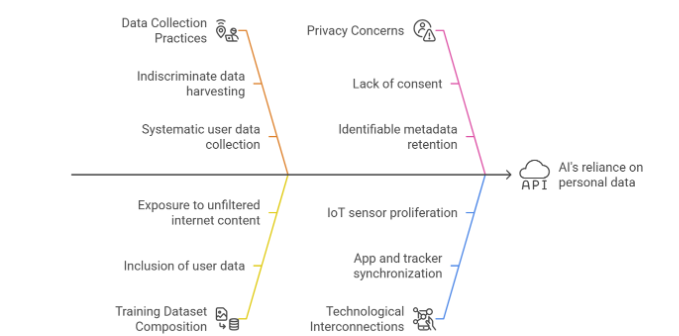 Data Collection
Practices
Indiscriminate data
harvesting
Systematic user data
collection
Privacy Concerns
Lack of consent
Identifiable metadata
retention
API
AI's reliance on
personal data
Exposure to unfiltered
internet content
Inclusion of user data
Training Dataset
Composition
IoT sensor proliferation
App and tracker
synchronization
Technological
Interconnections